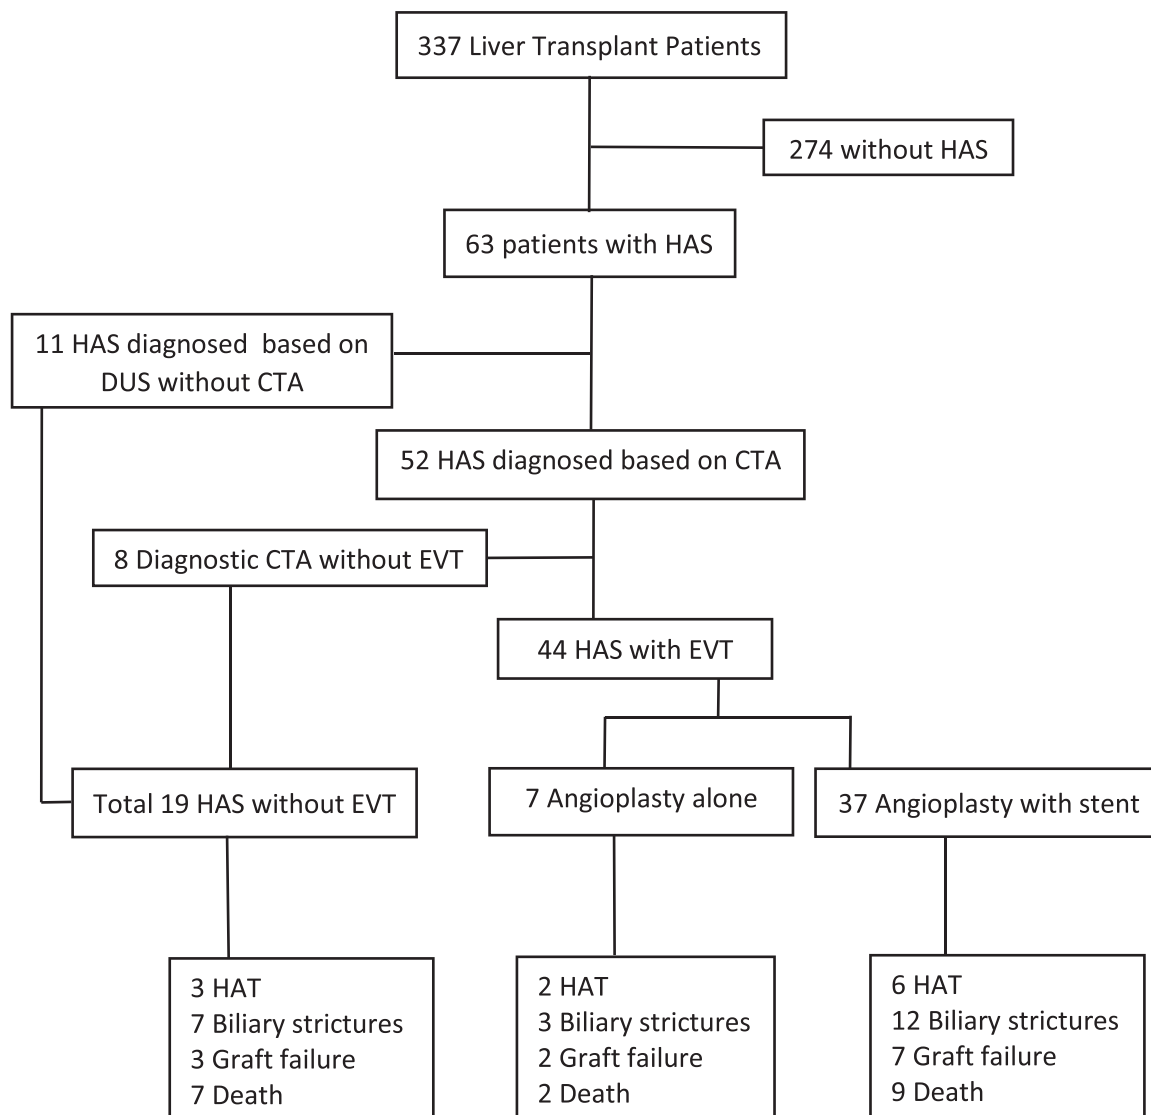 337 Liver Transplant Patients
274 without HAS
63 patients with HAS
11 HAS diagnosed  based on
DUS without CTA
52 HAS diagnosed based on CTA
8 Diagnostic CTA without EVT
44 HAS with EVT
Total 19 HAS without EVT
7 Angioplasty alone
37 Angioplasty with stent
3 HAT
7 Biliary strictures
3 Graft failure
7 Death
2 HAT
3 Biliary strictures
2 Graft failure
2 Death
6 HAT
12 Biliary strictures
7 Graft failure
9 Death